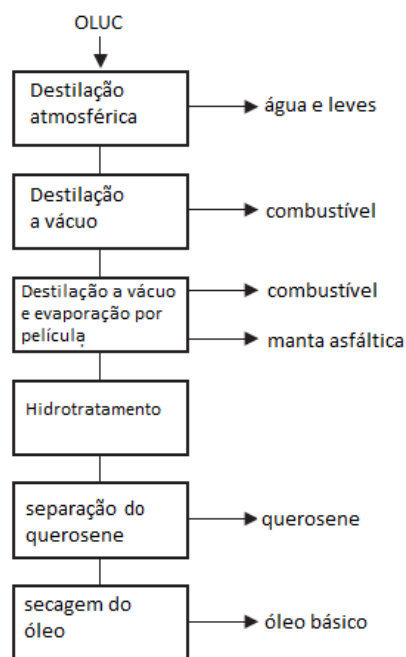 OLUC
Destilação
atmosférica
água e leves
Destilação
a vácuo
combustível
Destilação a vácuo
e evaporação por
película
combustível
manta asfáltica
Hidrotratamento
separação do
querosene
querosene
secagem do
óleo
óleo básico